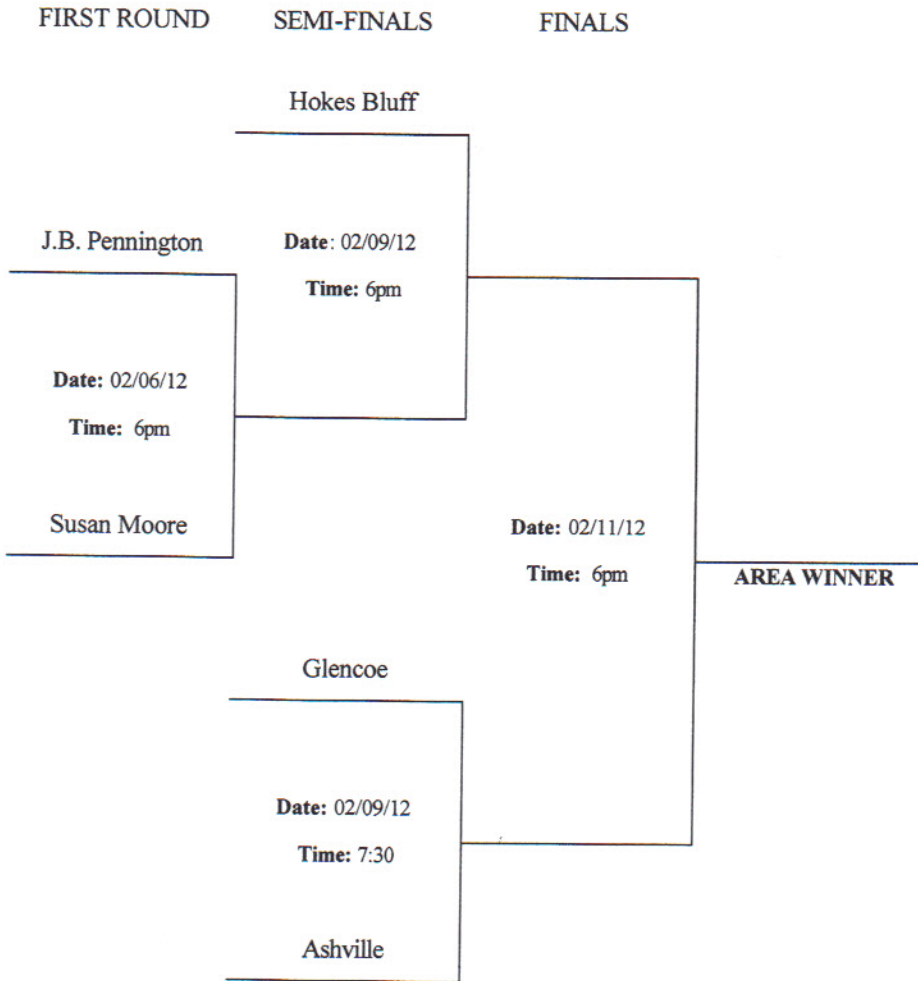 FIRST ROUND SEMI-FINALS FINALS
Hokes Bluff
J.B. Pennington
Date: 02/09/12
Time: 6pm
Date: 02/06/12
Time: 6pm
Susan Moore
Date: 02/11/12
Time: 6pm
AREA WINNER
Glencoe
Date: 02/09/12
Time: 7:30
Ashville